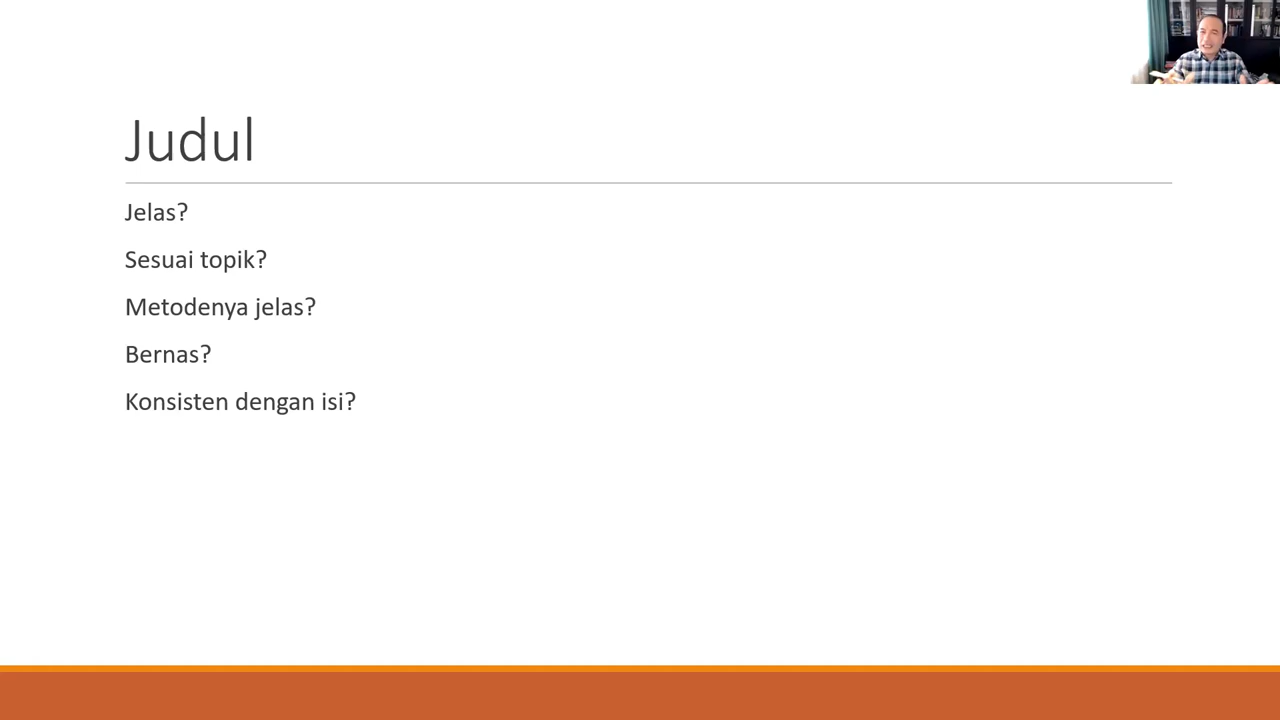 Judul
Jelas?
Sesuai topik?
Metodenya jelas?
Bernas?
Konsisten dengan isi?